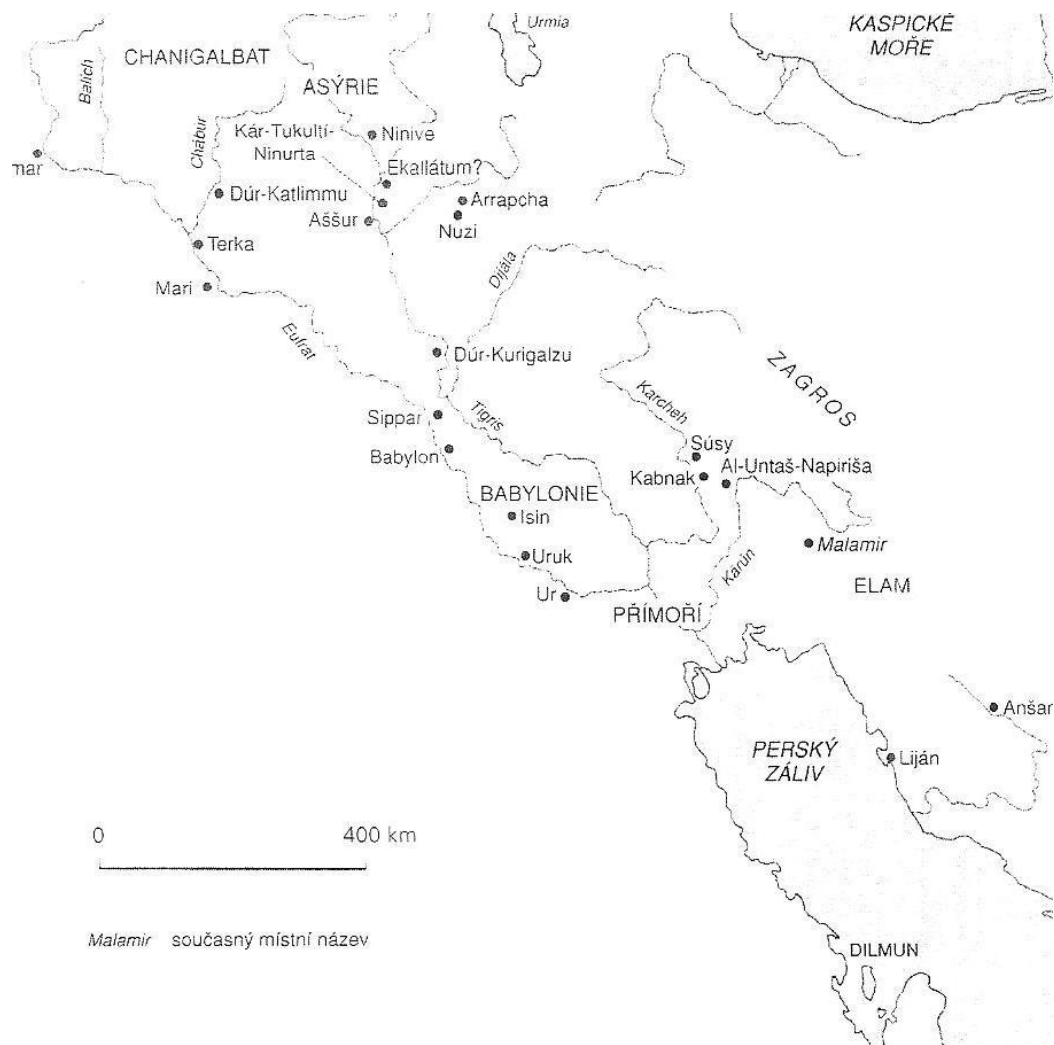 Urmia
KASPICKÉ
MOŘE
CHANIGALBAT
Balich
ASÝRIE
Chábúr
Kár-Tukultí-
Ninurta
Ninive
mar
Ekallátum?
Dúr-Katlimmu
Arrapcha
Aššur
Nuzi
Terka
Dijála
Mari
Eufrat
Dúr-Kurigalzu
ZAGROS
Karcheh
Sippar
Tigris
Babylon
Súsy
Al-Untaš-Napiriša
Kabnak
BABYLONIE
Isin
Malamir
Uruk
Karún
ELAM
Ur
PŘÍMOŘÍ
Anšan
PERSKÝ
ZÁLIV
Liján
0 400 km
Malamir současný místní název
DILMUN